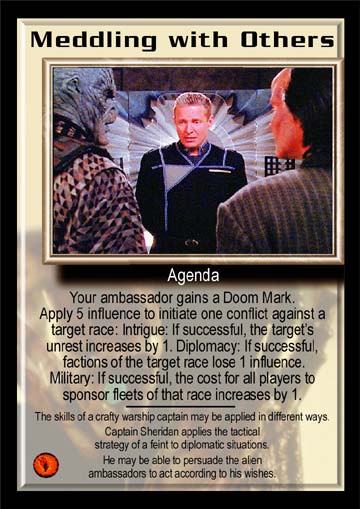 Meddling with Others
Agenda
Your ambassador gains a Doom Mark.
Apply 5 influence to initiate one conflict against a
target race: Intrigue: If successful, the target's
unrest increases by 1. Diplomacy: If successful,
factions of the target race lose 1 influence.
Military: If successful, the cost for all players to
sponsor fleets of that race increases by 1.
The skills of a crafty warship captain may be applied in different ways.
Captain Sheridan applies the tactical
strategy of a feint to diplomatic situations.
He may be able to persuade the alien
ambassadors to act according to his wishes.